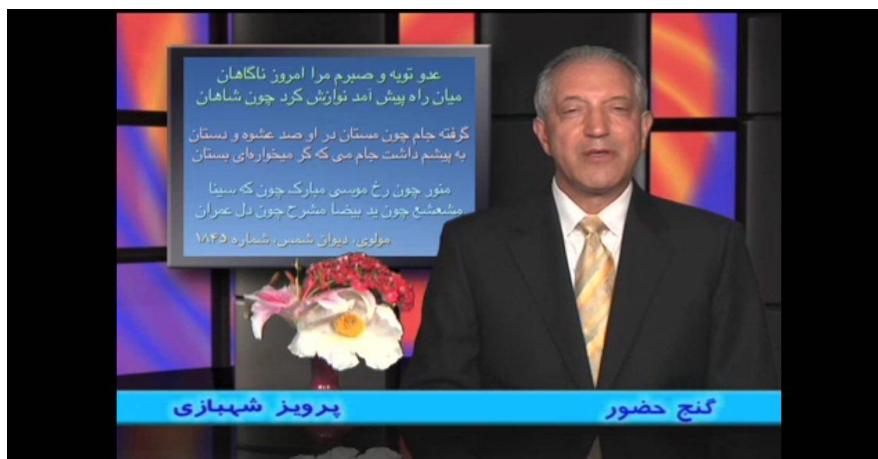 عدو توبه و صبرم مرا امروز ناگاهان
میان راه پیش آمد نوازش کرد چون شاهان
گرفته جام چون مستان در او صد عشوه و دستان
به پیشم داشت جام می که گر میخواره‌ای بستان
منور چون رخ موسی مبارک چون که سینا
مشعشع چون ید بیضا مشرح چون دل عمران
مولوی، دیوان شمس، شماره ۱۸۴۵
گنج حضور
پرویز شهبازی